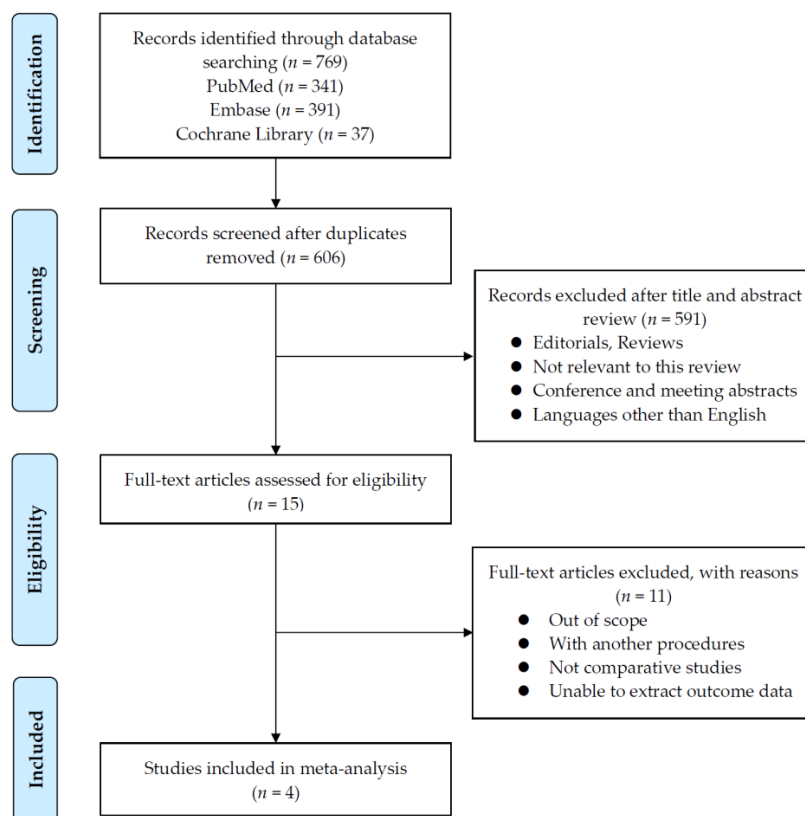 Identification
Records identified through database
searching (n = 769)
PubMed (n = 341)
Embase (n = 391)
Cochrane Library (n = 37)
Screening
Records screened after duplicates
removed (n = 606)
Records excluded after title and abstract
review (n = 591)
● Editorials, Reviews
● Not relevant to this review
● Conference and meeting abstracts
● Languages other than English
Eligibility
Full-text articles assessed for eligibility
(n = 15)
Full-text articles excluded, with reasons
(n = 11)
● Out of scope
● With another procedures
● Not comparative studies
● Unable to extract outcome data
Included
Studies included in meta-analysis
(n = 4)